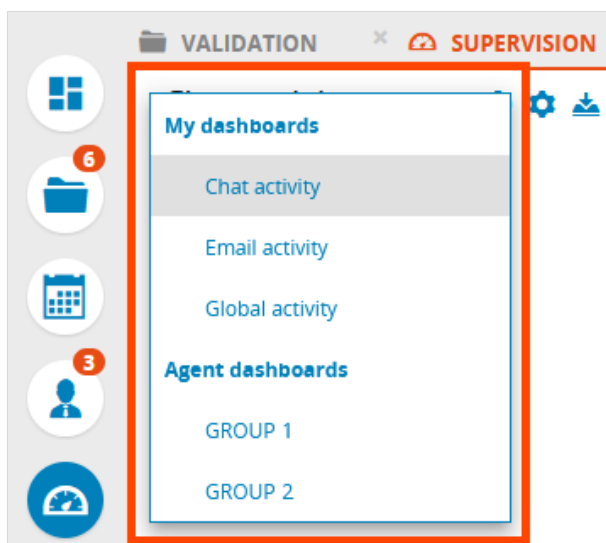 VALIDATION × SUPERVISION
My dashboards
6
Chat activity
Email activity
Global activity
3
Agent dashboards
GROUP 1
GROUP 2